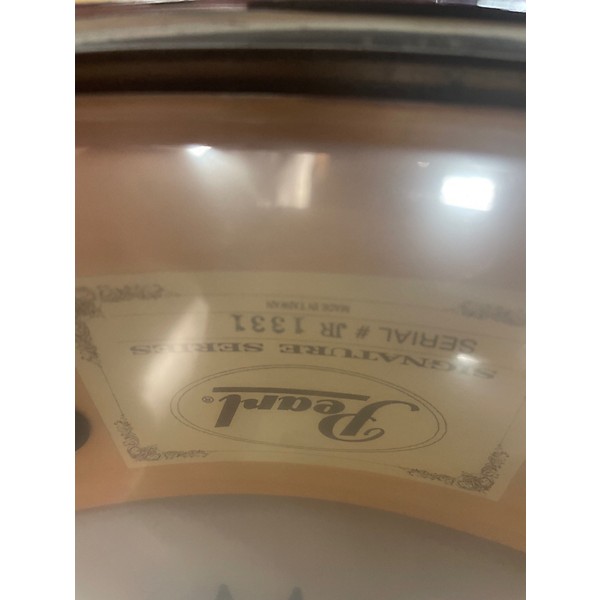 Pearl®
SIGNATURE SERIES
SERIAL # JR 1331
MADE IN TAIWAN